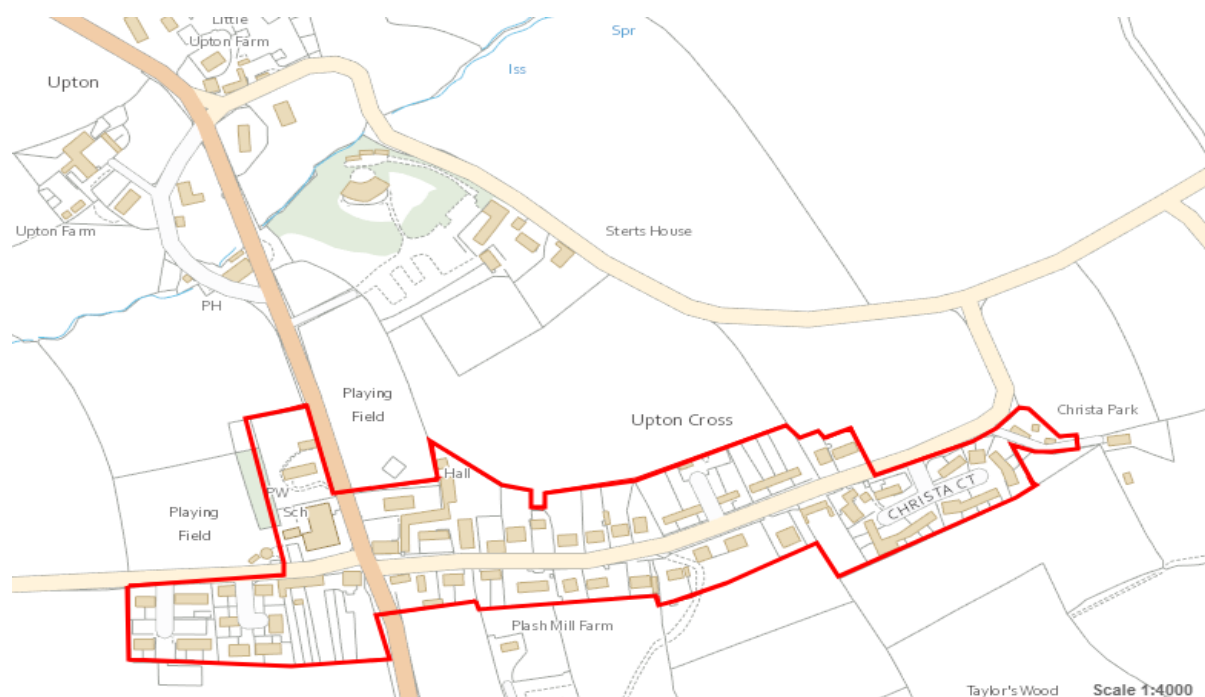 Little
Upton Farm
Spr
Iss
Upton
Upton Farm
Sterts House
PH
Playing
Field
Upton Cross
Christa Park
Hall
PW
Sch
Playing
Field
CHRISTA CT
Plash Mill Farm
Taylor's Wood
Scale 1:4000